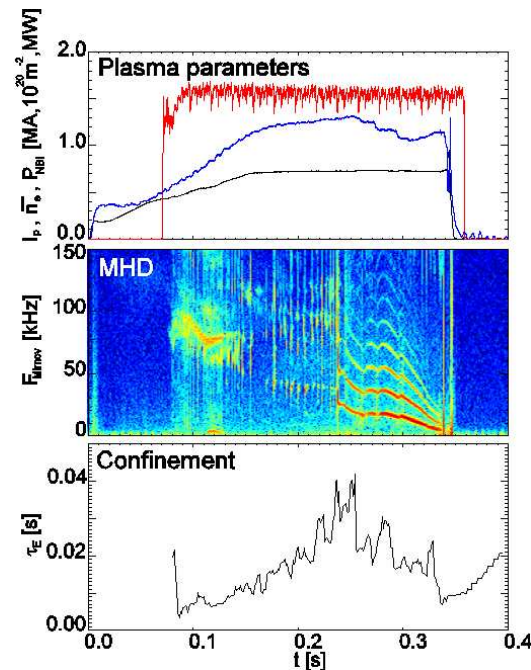 Plasma parameters
I_p, n̄_e, P_NBI [MA,10^20 m^-2,MW]
2.0
1.0
0.0
MHD
F_Mirnov [kHz]
150
100
50
0
Confinement
τ_E [s]
0.04
0.02
0.00
0.0 0.1 0.2 0.3 0.4
t [s]